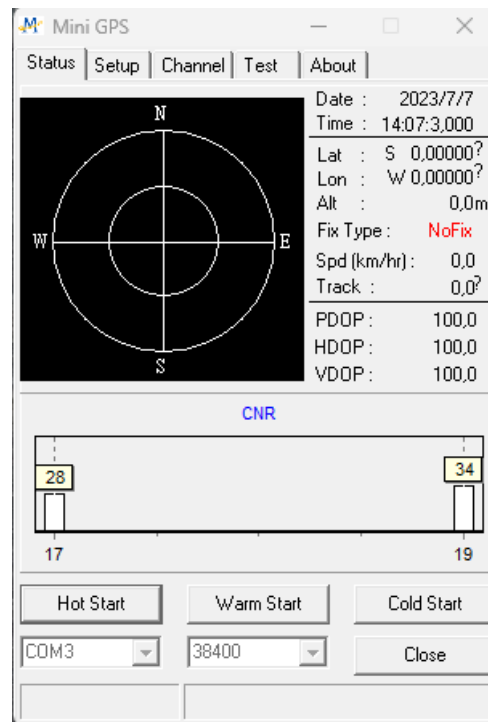 Mini GPS
Status Setup Channel Test About
N
W E
S
Date : 2023/7/7
Time : 14:07:3,000
Lat : S 0,00000?
Lon : W 0,00000?
Alt : 0,0m
Fix Type : NoFix
Spd (km/hr) : 0,0
Track : 0,0?
PDOP : 100,0
HDOP : 100,0
VDOP : 100,0
CNR
28 34
17 19
Hot Start Warm Start Cold Start
COM3 38400 Close